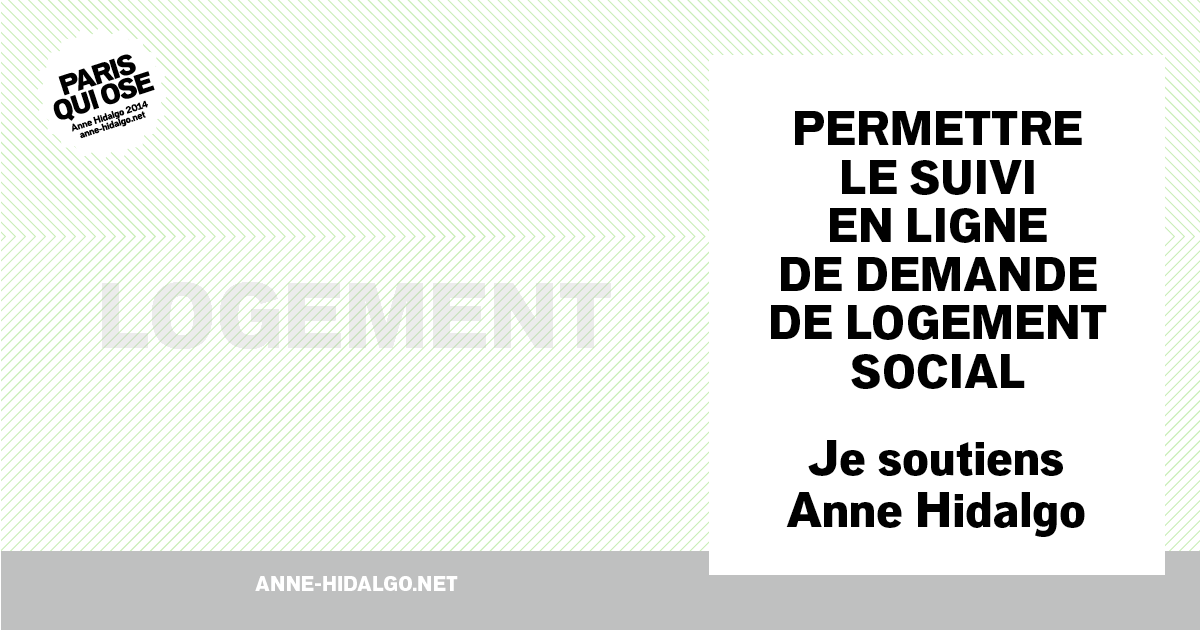 PARIS
QUI OSE
Anne Hidalgo 2014
anne-hidalgo.net
LOGEMENT
PERMETTRE
LE SUIVI
EN LIGNE
DE DEMANDE
DE LOGEMENT
SOCIAL
Je soutiens
Anne Hidalgo
ANNE-HIDALGO.NET